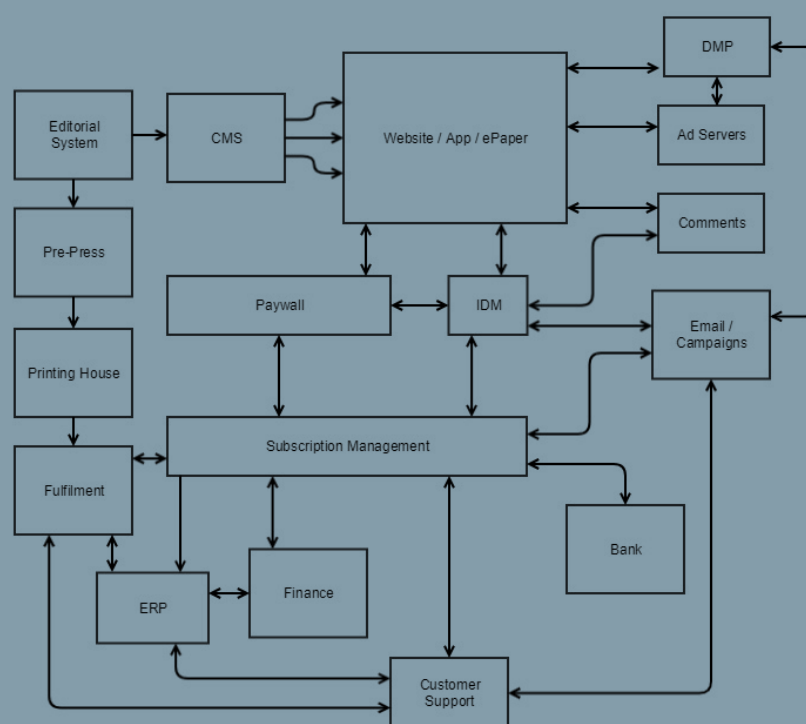 DMP
Editorial
System
CMS
Website / App / ePaper
Ad Servers
Comments
Pre-Press
Paywall
IDM
Email /
Campaigns
Printing House
Subscription Management
Fulfilment
Bank
ERP
Finance
Customer
Support